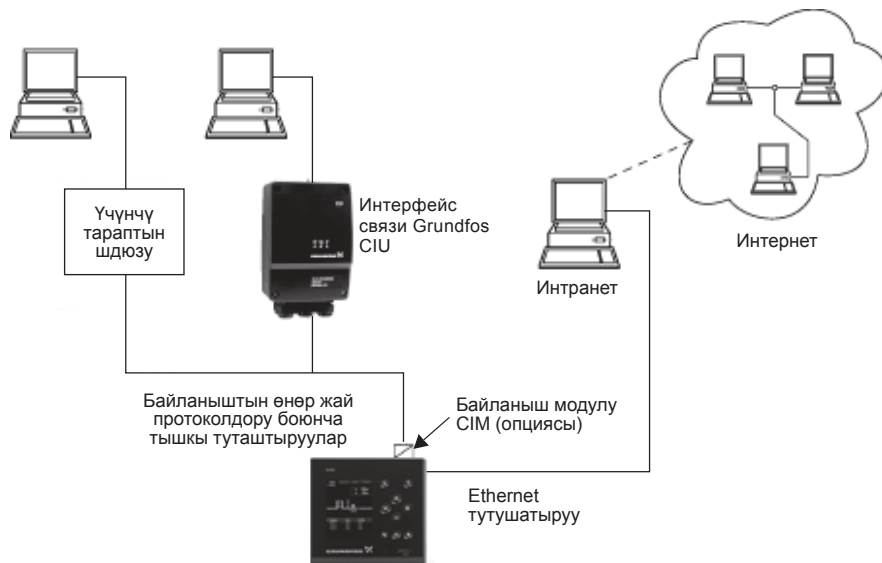 Үчүнчү
тараптын
шдюзу
Интерфейс
связи Grundfos
CIU
Интернет
Интранет
Байланыштын өнөр жай
протоколдору боюнча
тышкы туташтыруулар
Байланыш модулу
CIM (опциясы)
Ethernet
тутушатыруу